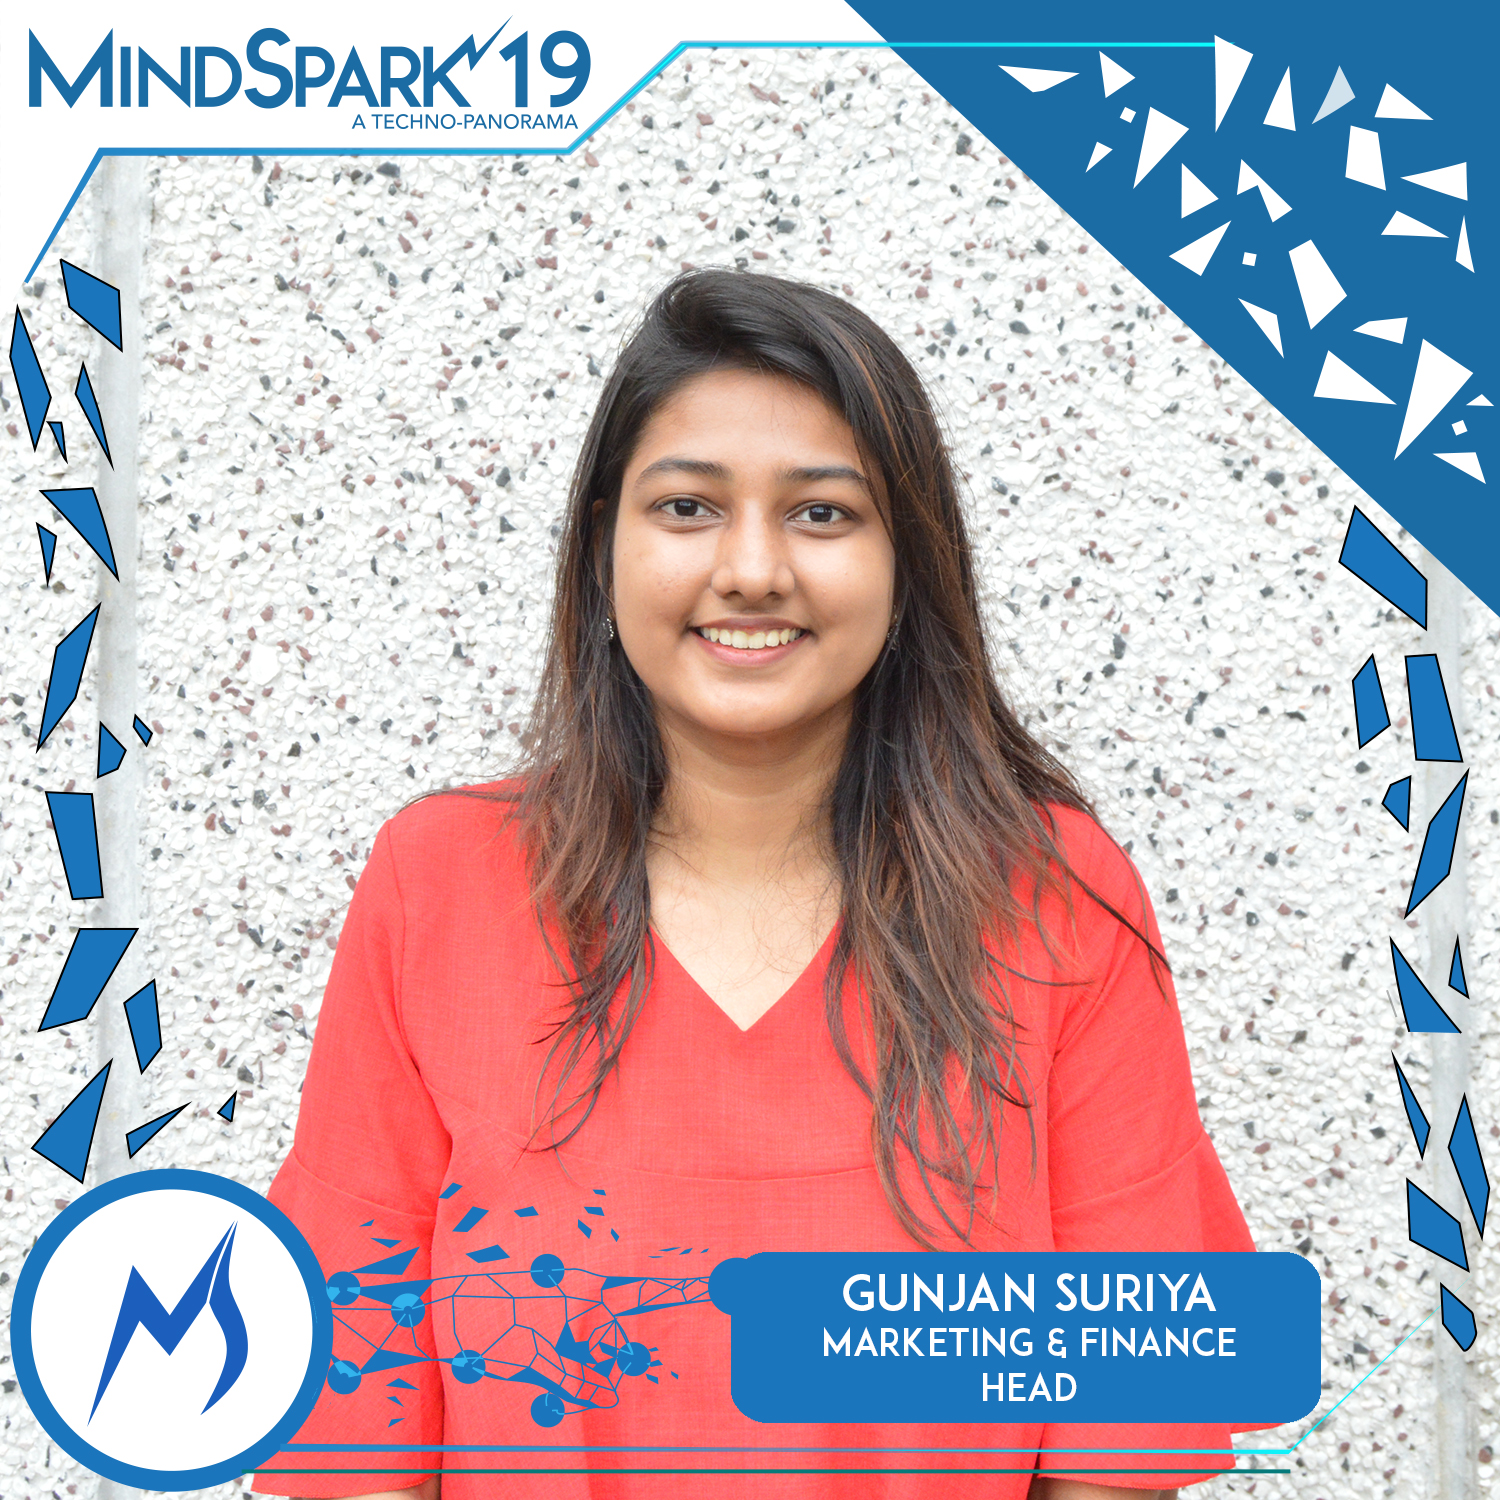 MINDSPARK'19
A TECHNO-PANORAMA
GUNJAN SURIYA
MARKETING & FINANCE
HEAD